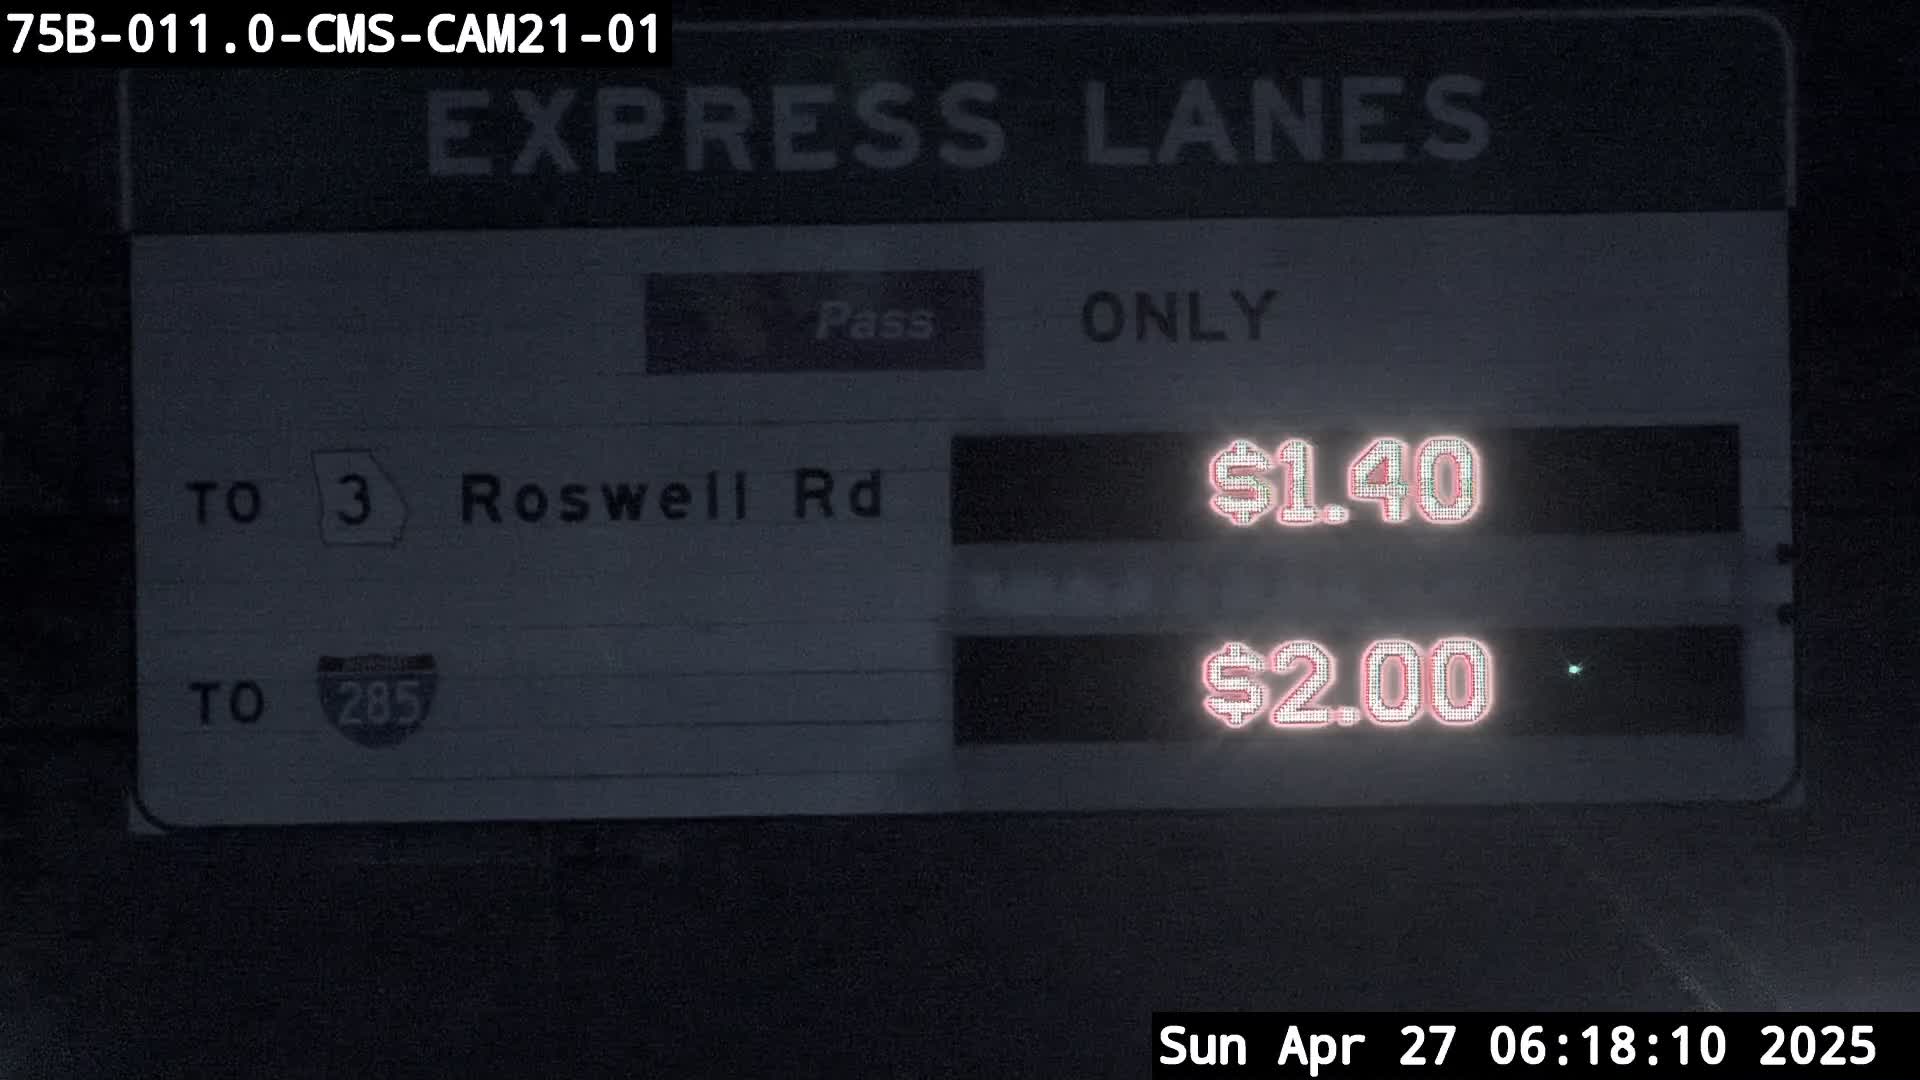 75B-011.0-CMS-CAM21-01
EXPRESS LANES
Pass ONLY
TO 3 Roswell Rd $1.40
TO 285 $2.00
Sun Apr 27 06:18:10 2025